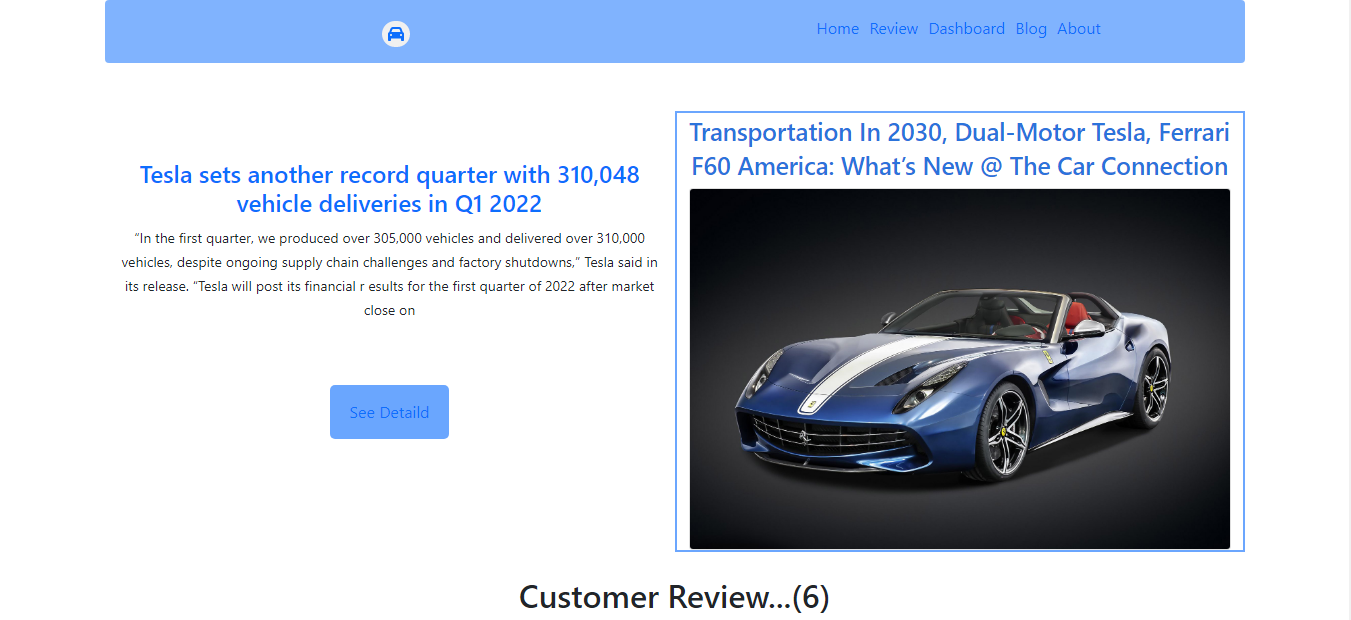 Home Review Dashboard Blog About
Tesla sets another record quarter with 310,048
vehicle deliveries in Q1 2022
“In the first quarter, we produced over 305,000 vehicles and delivered over 310,000
vehicles, despite ongoing supply chain challenges and factory shutdowns,” Tesla said in
its release. “Tesla will post its financial r esults for the first quarter of 2022 after market
close on
See Detaild
Transportation In 2030, Dual-Motor Tesla, Ferrari
F60 America: What’s New @ The Car Connection
Customer Review...(6)